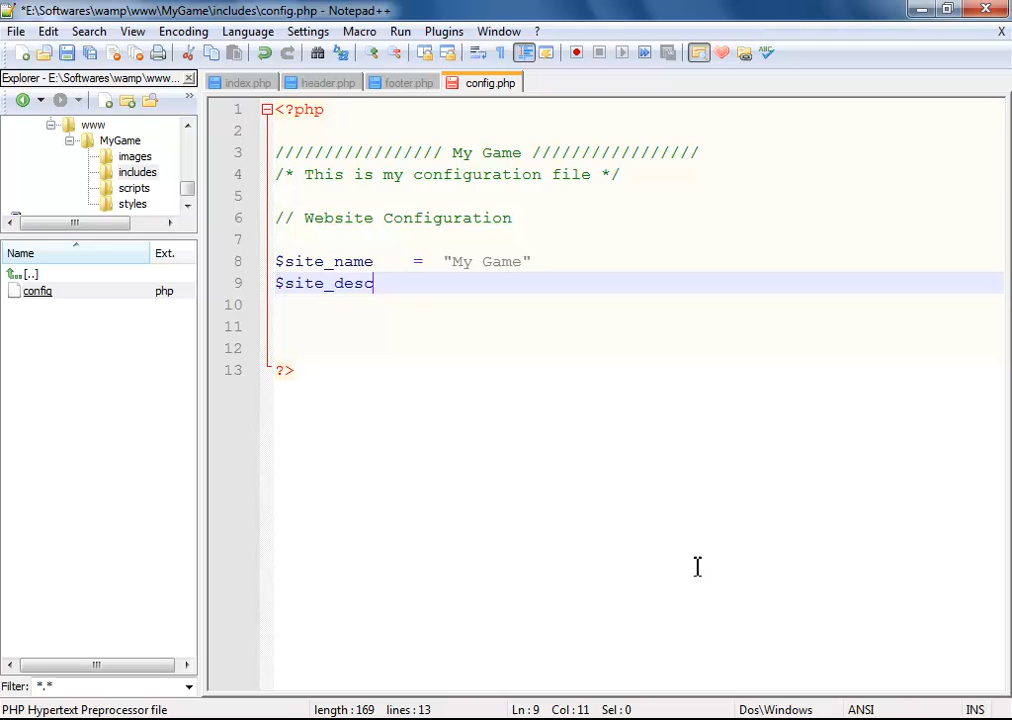 *E:\Softwares\wamp\www\MyGame\includes\config.php - Notepad++
File Edit Search View Encoding Language Settings Macro Run Plugins Window ? X
Explorer - E:\Softwares\wamp\www...
index.php header.php footer.php config.php
www
MyGame
images
includes
scripts
styles
Name Ext.
[..]
config php
Filter: *.*
1 <?php
2
3 ///////////////// My Game /////////////////
4 /* This is my configuration file */
5
6 // Website Configuration
7
8 $site_name = "My Game"
9 $site_desc
10
11
12
13 ?>
PHP Hypertext Preprocessor file length : 169 lines : 13 Ln : 9 Col : 11 Sel : 0 Dos\Windows ANSI INS